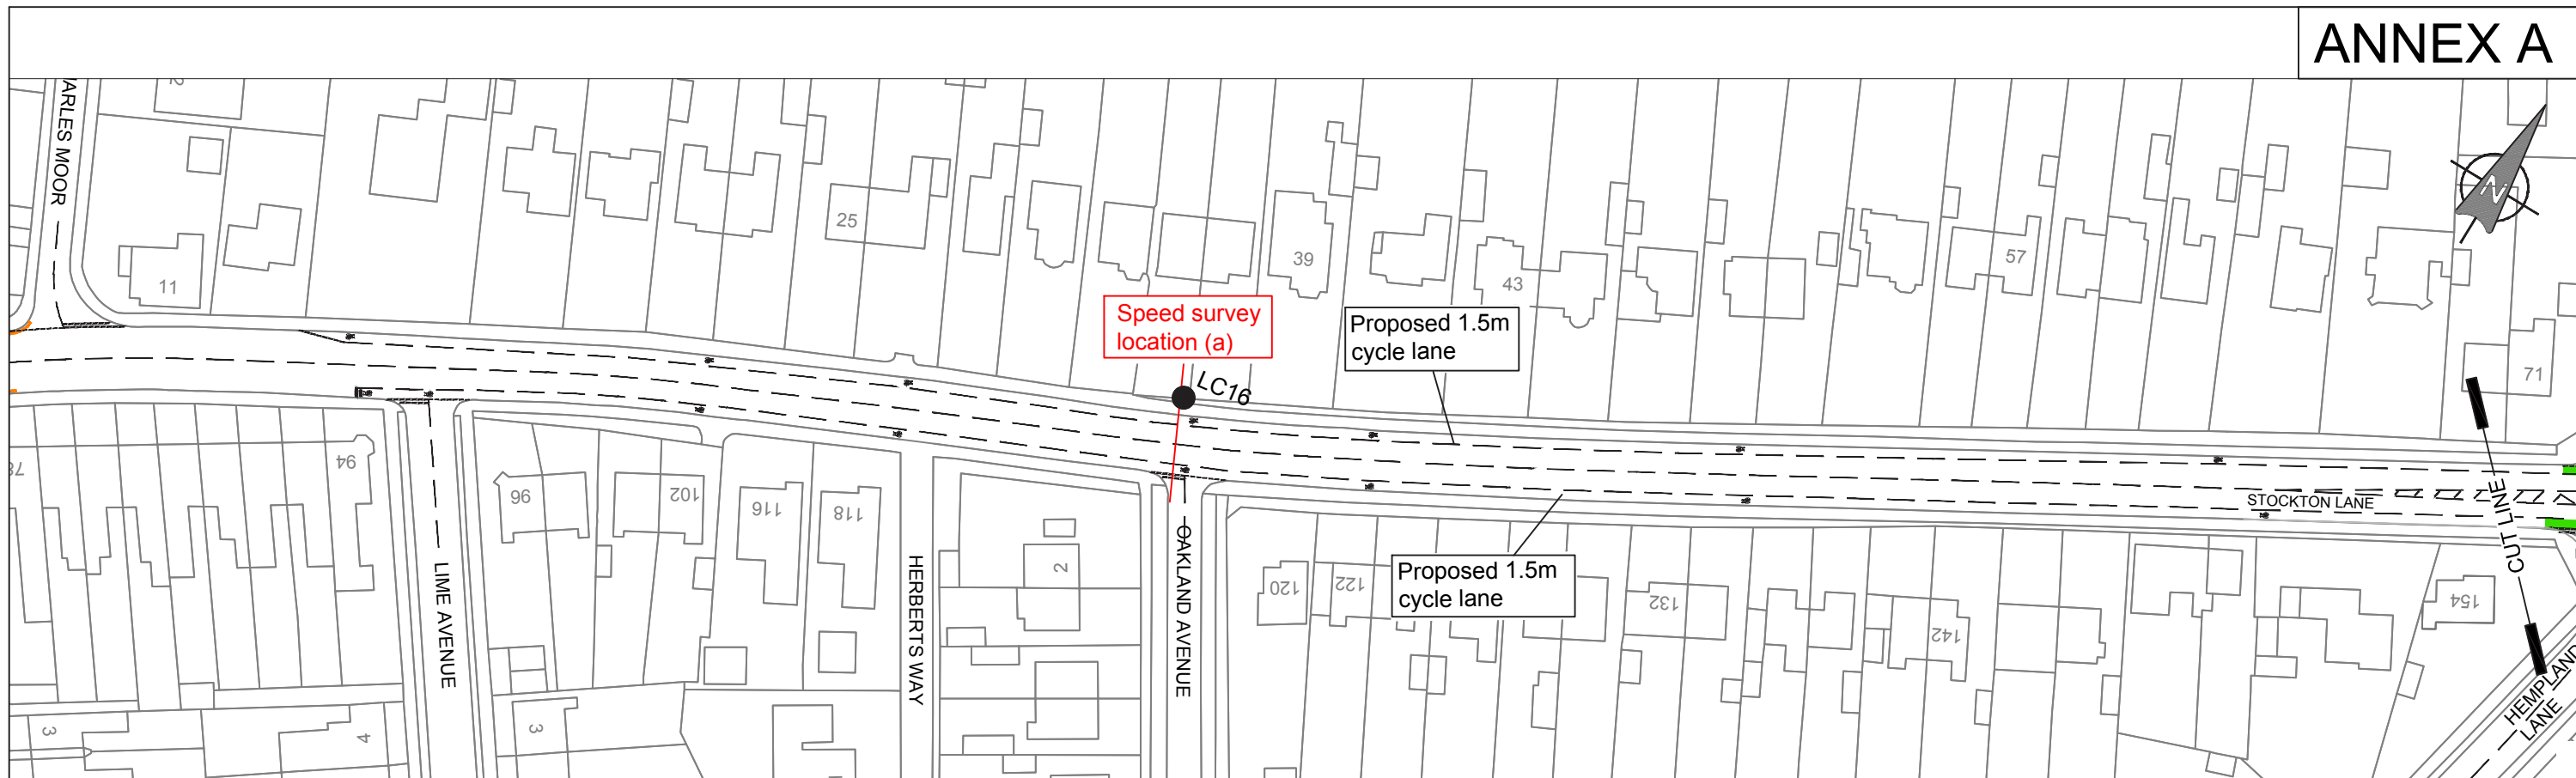 ANNEX A
ARLES MOOR
11
25
39
43
57
71
N
Speed survey
location (a)
LC16
Proposed 1.5m
cycle lane
STOCKTON LANE
CUT LINE
Proposed 1.5m
cycle lane
94
96
102
116
118
2
120
122
132
142
154
LIME AVENUE
HERBERTS WAY
OAKLAND AVENUE
HEMPLAND
LANE
3
4
3